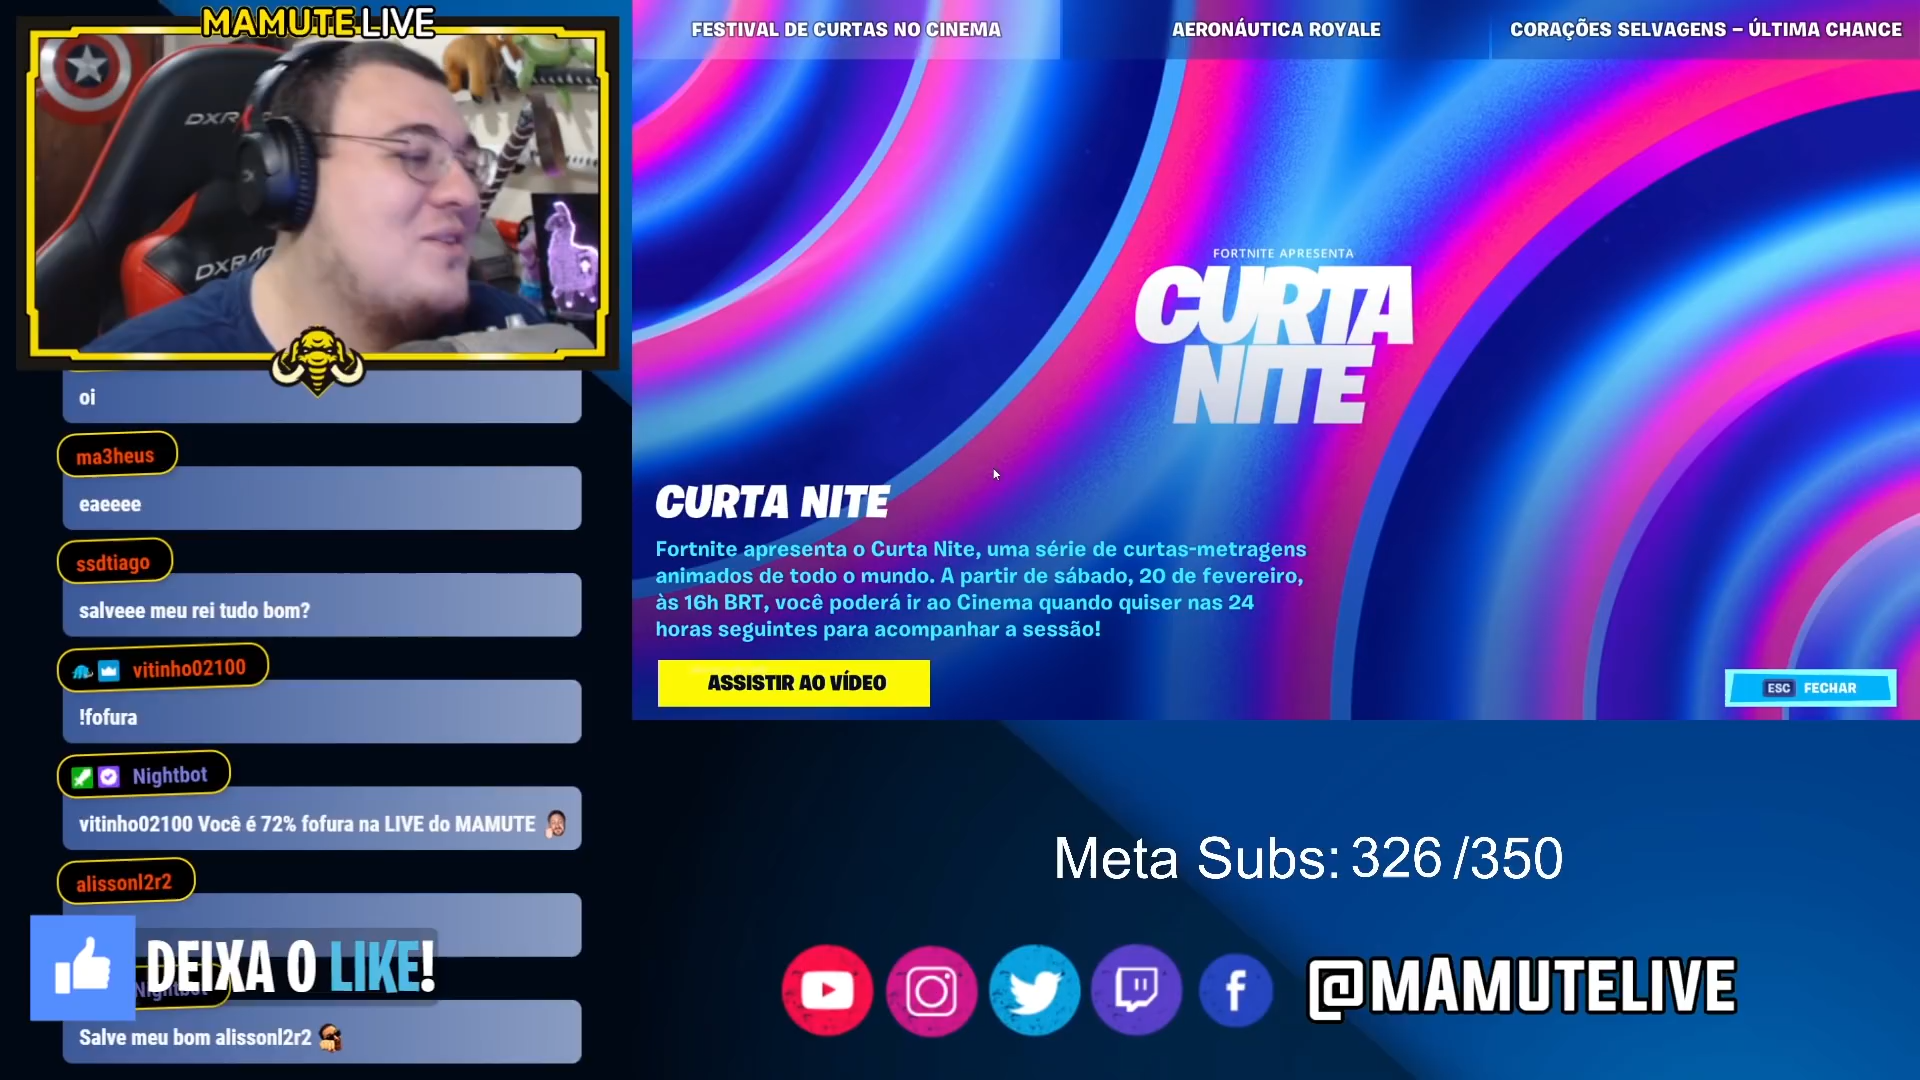 MAMUTE LIVE
DXR
DXRAC
oi
ma3heus
eaeeee
ssdtiago
salveee meu rei tudo bom?
vitinho02100
!fofura
Nightbot
vitinho02100 Você é 72% fofura na LIVE do MAMUTE
alissonl2r2
DEIXA O LIKE!
Nightbot
Salve meu bom alissonl2r2
FESTIVAL DE CURTAS NO CINEMA
AERONÁUTICA ROYALE
CORAÇÕES SELVAGENS – ÚLTIMA CHANCE
FORTNITE APRESENTA
CURTA
NITE
CURTA NITE
Fortnite apresenta o Curta Nite, uma série de curtas-metragens
animados de todo o mundo. A partir de sábado, 20 de fevereiro,
às 16h BRT, você poderá ir ao Cinema quando quiser nas 24
horas seguintes para acompanhar a sessão!
ASSISTIR AO VÍDEO
ESC FECHAR
Meta Subs: 326 /350
@MAMUTELIVE